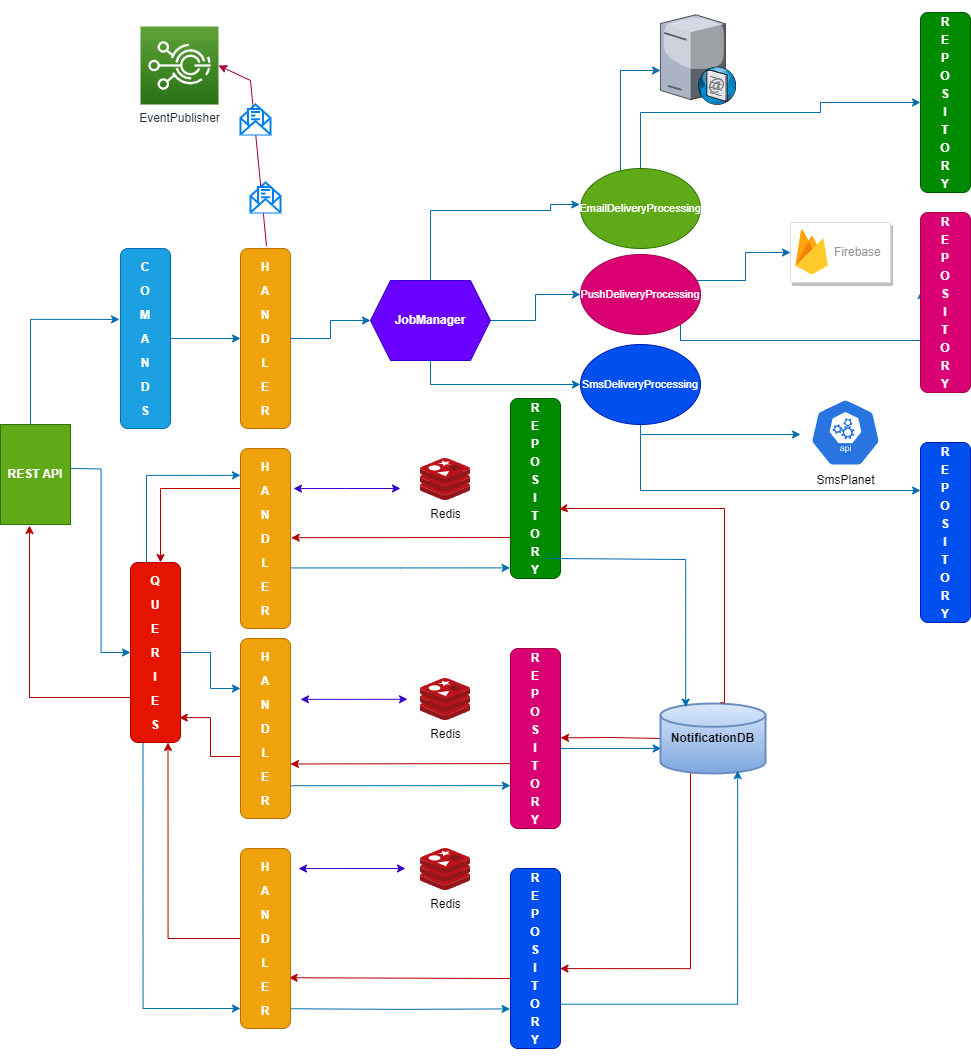 EventPublisher
REPOSITORY
EmailDeliveryProcessing
COMANDS
HANDLER
JobManager
PushDeliveryProcessing
Firebase
REPOSITORY
SmsDeliveryProcessing
api
SmsPlanet
REPOSITORY
REST API
HANDLER
Redis
REPOSITORY
QUERIES
HANDLER
Redis
REPOSITORY
NotificationDB
HANDLER
Redis
REPOSITORY